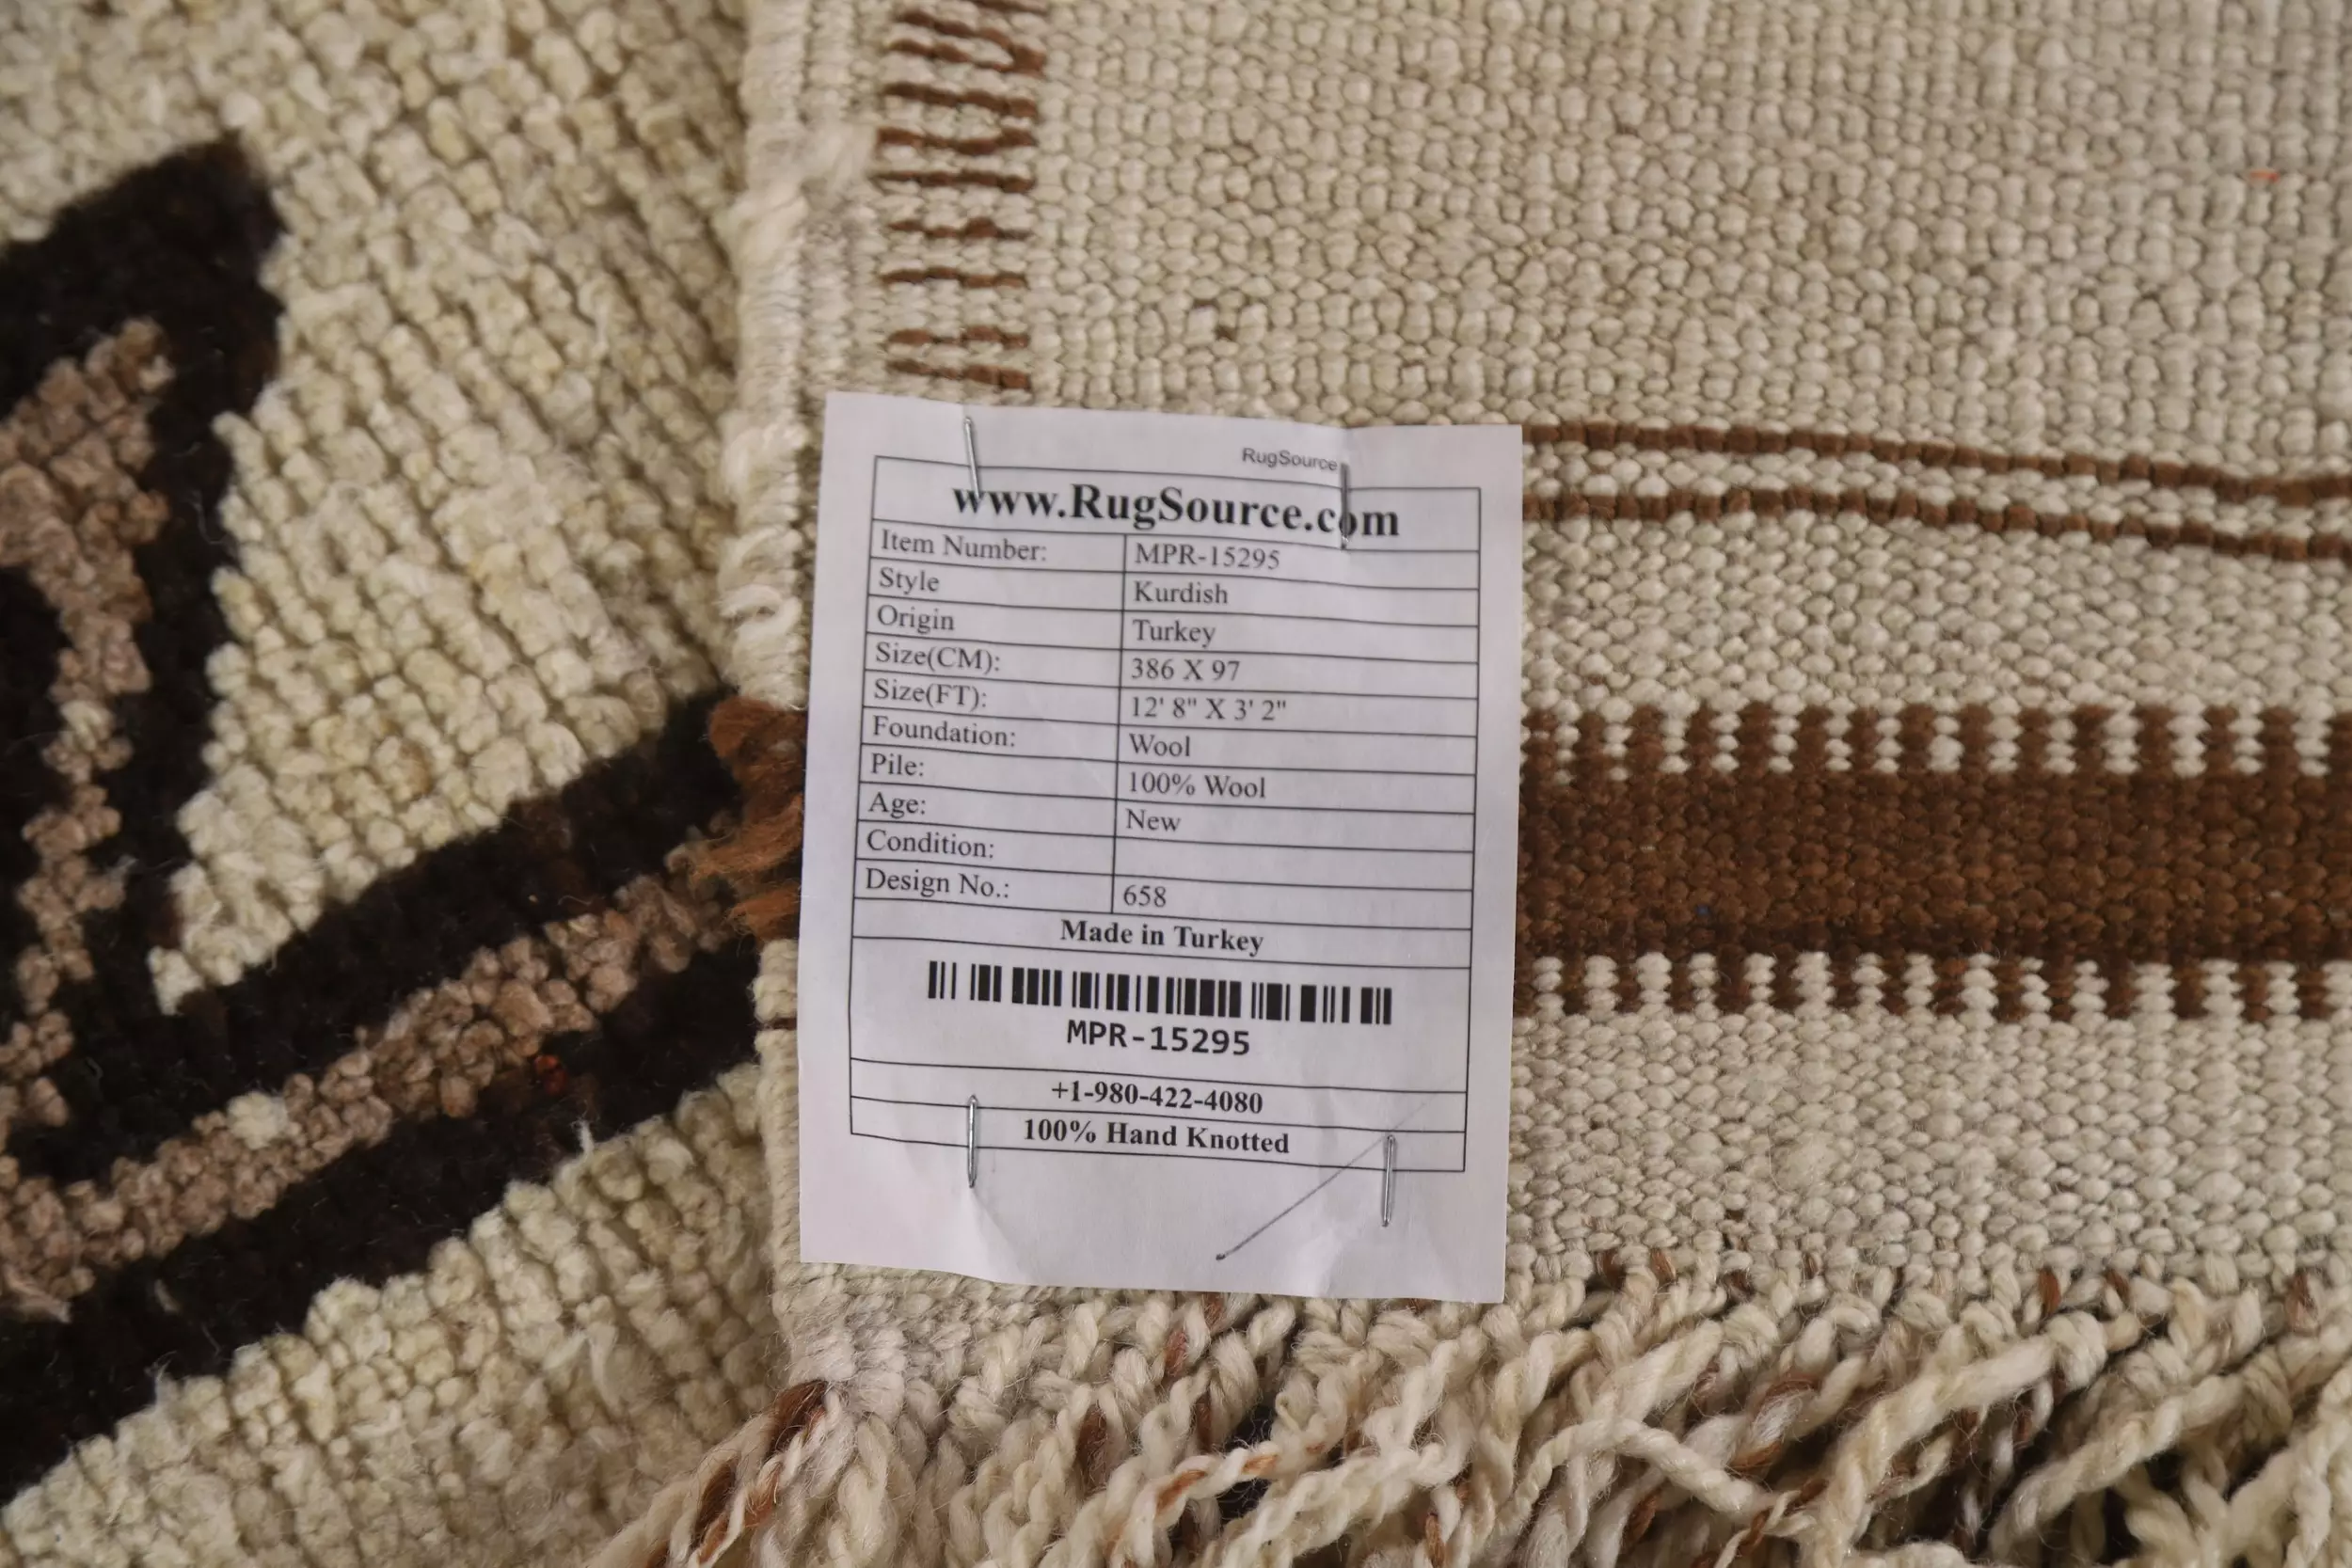 RugSource
www.RugSource.com
Item Number: MPR-15295
Style Kurdish
Origin Turkey
Size(CM): 386 X 97
Size(FT): 12' 8" X 3' 2"
Foundation: Wool
Pile: 100% Wool
Age: New
Condition:
Design No.: 658
Made in Turkey
MPR-15295
+1-980-422-4080
100% Hand Knotted